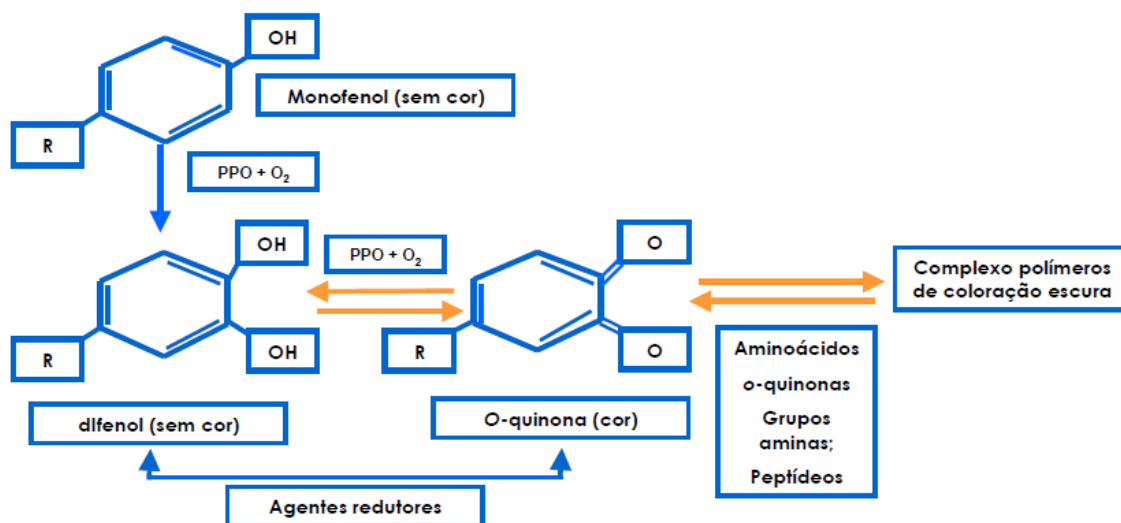 OH
Monofenol (sem cor)
R
PPO + O₂
OH
PPO + O₂
O
Complexo polímeros
de coloração escura
R
OH
R
O
Aminoácidos
o-quinonas
Grupos
aminas;
Peptídeos
difenol (sem cor)
O-quinona (cor)
Agentes redutores